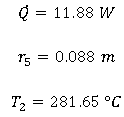 Q̇ = 11.88 W
r₅ = 0.088 m
T₂ = 281.65 °C